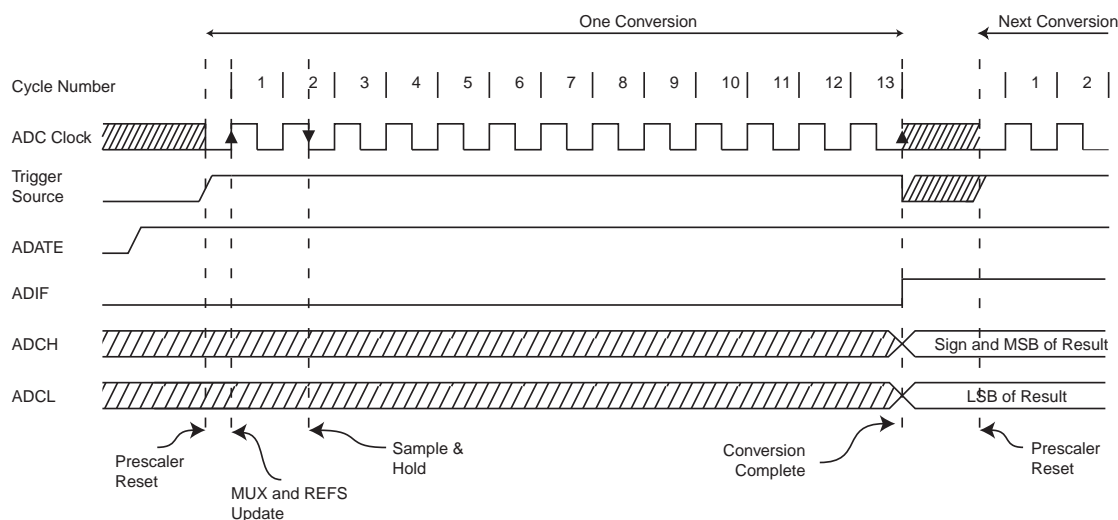 One Conversion
Next Conversion
Cycle Number
1 2 3 4 5 6 7 8 9 10 11 12 13 1 2
ADC Clock
Trigger
Source
ADATE
ADIF
ADCH
Sign and MSB of Result
ADCL
LSB of Result
Prescaler
Reset
MUX and REFS
Update
Sample &
Hold
Conversion
Complete
Prescaler
Reset